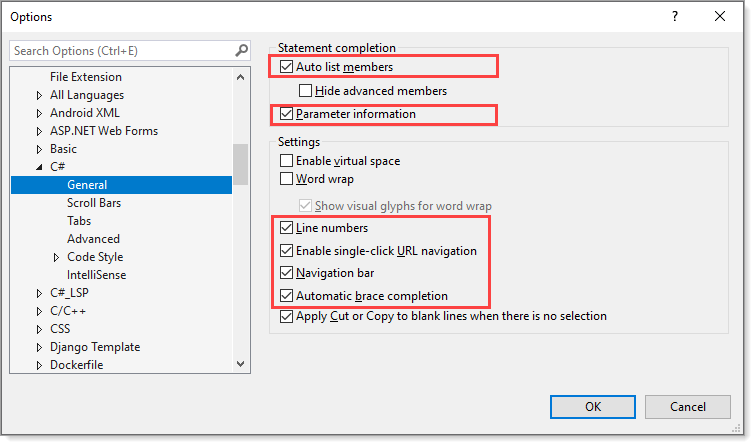 Options
?
Search Options (Ctrl+E)
File Extension
All Languages
Android XML
ASP.NET Web Forms
Basic
C#
General
Scroll Bars
Tabs
Advanced
Code Style
IntelliSense
C#_LSP
C/C++
CSS
Django Template
Dockerfile
Statement completion
Auto list members
Hide advanced members
Parameter information
Settings
Enable virtual space
Word wrap
Show visual glyphs for word wrap
Line numbers
Enable single-click URL navigation
Navigation bar
Automatic brace completion
Apply Cut or Copy to blank lines when there is no selection
OK
Cancel